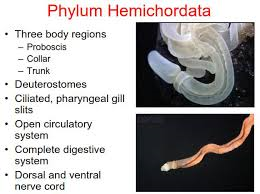 Phylum Hemichordata
• Three body regions
– Proboscis
– Collar
– Trunk
• Deuterostomes
• Ciliated, pharyngeal gill
slits
• Open circulatory
system
• Complete digestive
system
• Dorsal and ventral
nerve cord